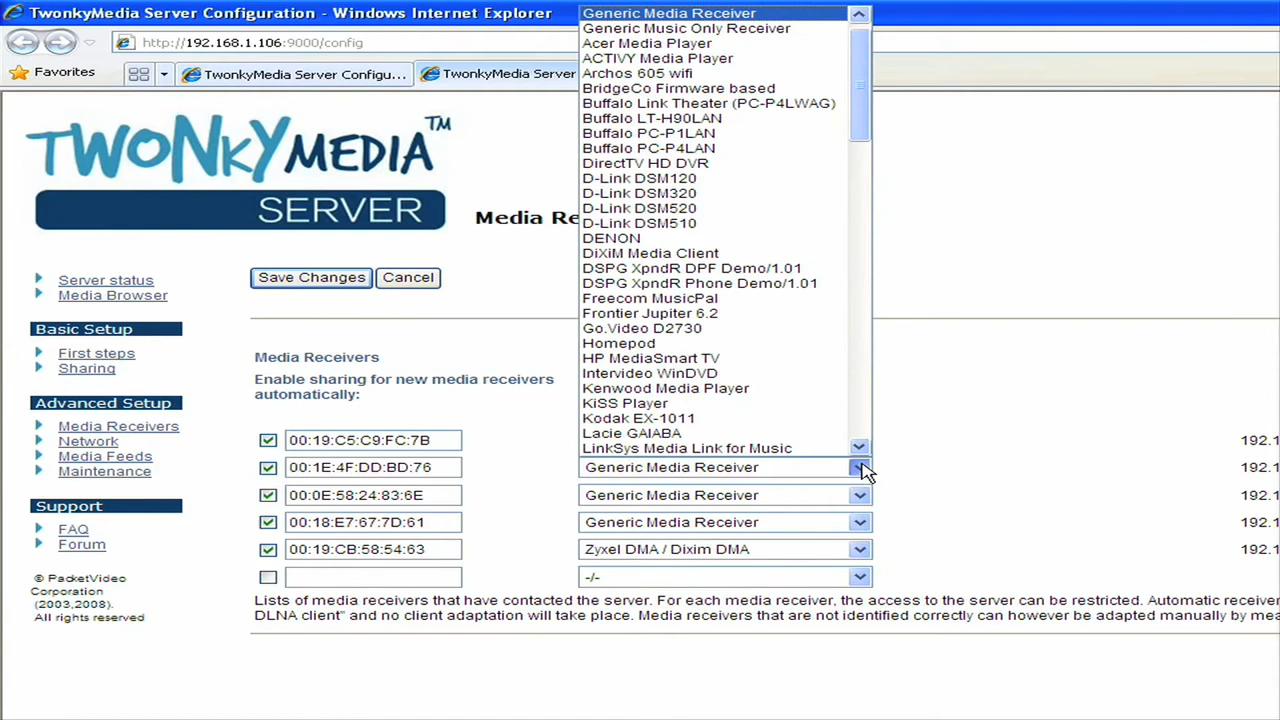 TwonkyMedia Server Configuration - Windows Internet Explorer
http://192.168.1.106:9000/config
Favorites
TwonkyMedia Server Configu...
TwonkyMedia Server
TWONKYMEDIA™
SERVER
Media Re
Server status
Media Browser
Basic Setup
First steps
Sharing
Advanced Setup
Media Receivers
Network
Media Feeds
Maintenance
Support
FAQ
Forum
© PacketVideo
Corporation
(2003,2008).
All rights reserved
Save Changes
Cancel
Media Receivers
Enable sharing for new media receivers
automatically:
Generic Media Receiver
Generic Music Only Receiver
Acer Media Player
ACTIVY Media Player
Archos 605 wifi
BridgeCo Firmware based
Buffalo Link Theater (PC-P4LWAG)
Buffalo LT-H90LAN
Buffalo PC-P1LAN
Buffalo PC-P4LAN
DirectTV HD DVR
D-Link DSM120
D-Link DSM320
D-Link DSM520
D-Link DSM510
DENON
DiXiM Media Client
DSPG XpndR DPF Demo/1.01
DSPG XpndR Phone Demo/1.01
Freecom MusicPal
Frontier Jupiter 6.2
Go.Video D2730
Homepod
HP MediaSmart TV
Intervideo WinDVD
Kenwood Media Player
KiSS Player
Kodak EX-1011
Lacie GAIABA
LinkSys Media Link for Music
00:19:C5:C9:FC:7B 192.1
00:1E:4F:DD:BD:76 Generic Media Receiver 192.1
00:0E:58:24:83:6E Generic Media Receiver 192.1
00:18:E7:67:7D:61 Generic Media Receiver 192.1
00:19:CB:58:54:63 Zyxel DMA / Dixim DMA 192.1
-/-
Lists of media receivers that have contacted the server. For each media receiver, the access to the server can be restricted. Automatic receiver
DLNA client" and no client adaptation will take place. Media receivers that are not identified correctly can however be adapted manually by mea